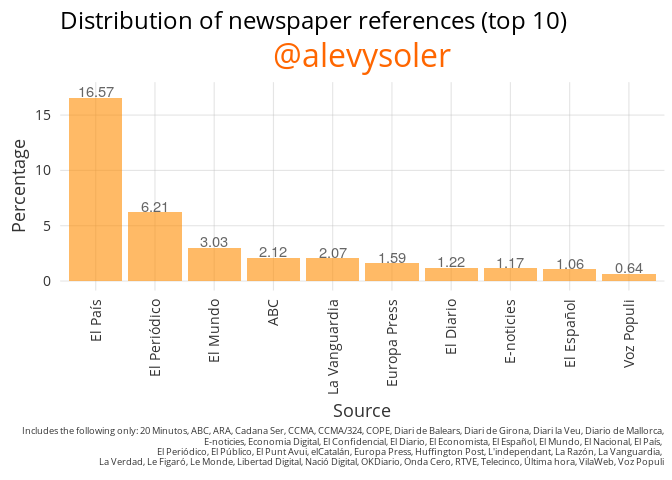 Distribution of newspaper references (top 10)
@alevysoler
16.57
6.21
3.03
2.12
2.07
1.59
1.22
1.17
1.06
0.64
15
10
5
0
Percentage
El País
El Periódico
El Mundo
ABC
La Vanguardia
Europa Press
El Diario
E-noticies
El Español
Voz Populi
Source
Includes the following only: 20 Minutos, ABC, ARA, Cadana Ser, CCMA, CCMA/324, COPE, Diari de Balears, Diari de Girona, Diari la Veu, Diario de Mallorca,
E-noticies, Economia Digital, El Confidencial, El Diario, El Economista, El Español, El Mundo, El Nacional, El País,
El Periódico, El Público, El Punt Avui, elCatalán, Europa Press, Huffington Post, L'independant, La Razón, La Vanguardia,
La Verdad, Le Figaró, Le Monde, Libertad Digital, Nació Digital, OKDiario, Onda Cero, RTVE, Telecinco, Última hora, VilaWeb, Voz Populi